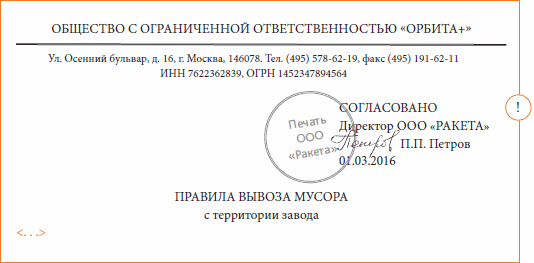 ОБЩЕСТВО С ОГРАНИЧЕННОЙ ОТВЕТСТВЕННОСТЬЮ «ОРБИТА+»
Ул. Осенний бульвар, д. 16, г. Москва, 146078. Тел. (495) 578-62-19, факс (495) 191-62-11
ИНН 7622362839, ОГРН 1452347894564
!
СОГЛАСОВАНО
Директор ООО «РАКЕТА»
Петров П.П. Петров
01.03.2016
Печать
ООО
«Ракета»
ПРАВИЛА ВЫВОЗА МУСОРА
с территории завода
<. . .>